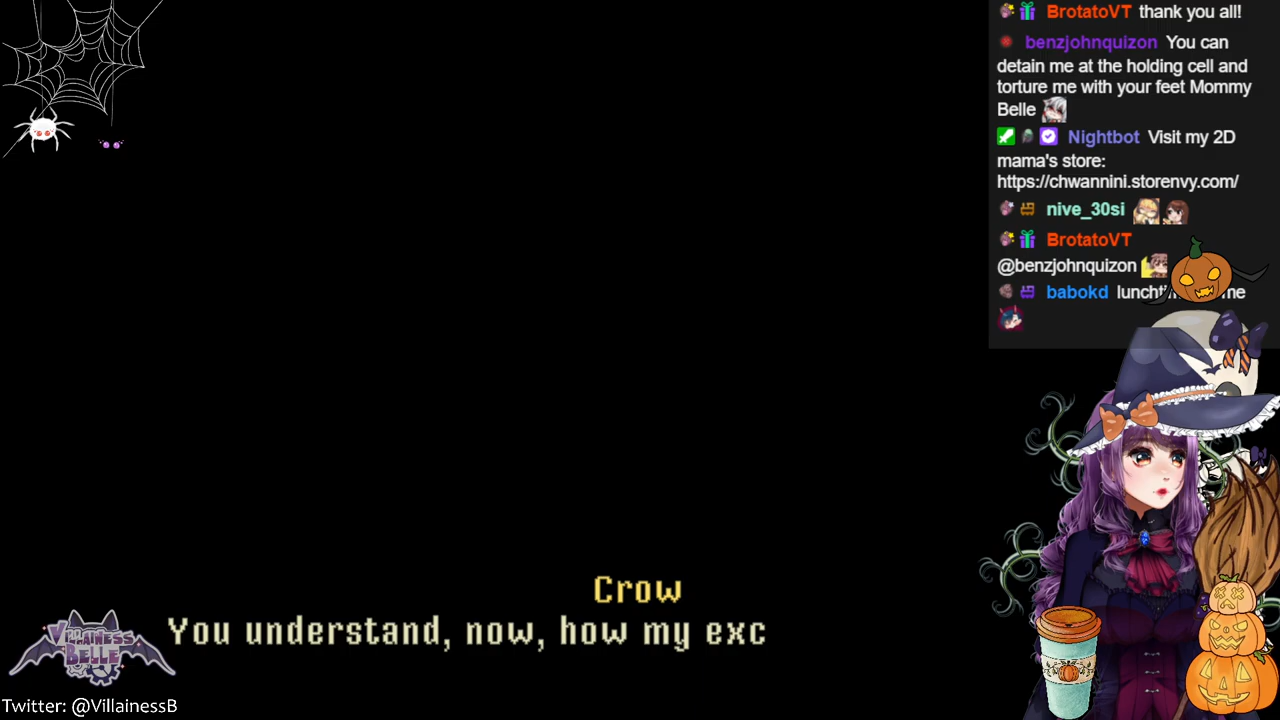 BrotatoVT thank you all!
benzjohnquizon You can
detain me at the holding cell and
torture me with your feet Mommy
Belle
Nightbot Visit my 2D
mama's store:
https://chwannini.storenvy.com/
nive_30si
BrotatoVT
@benzjohnquizon
babokd me
Crow
You understand, now, how my exc
VILLAINESS
BELLE
Twitter: @VillainessB